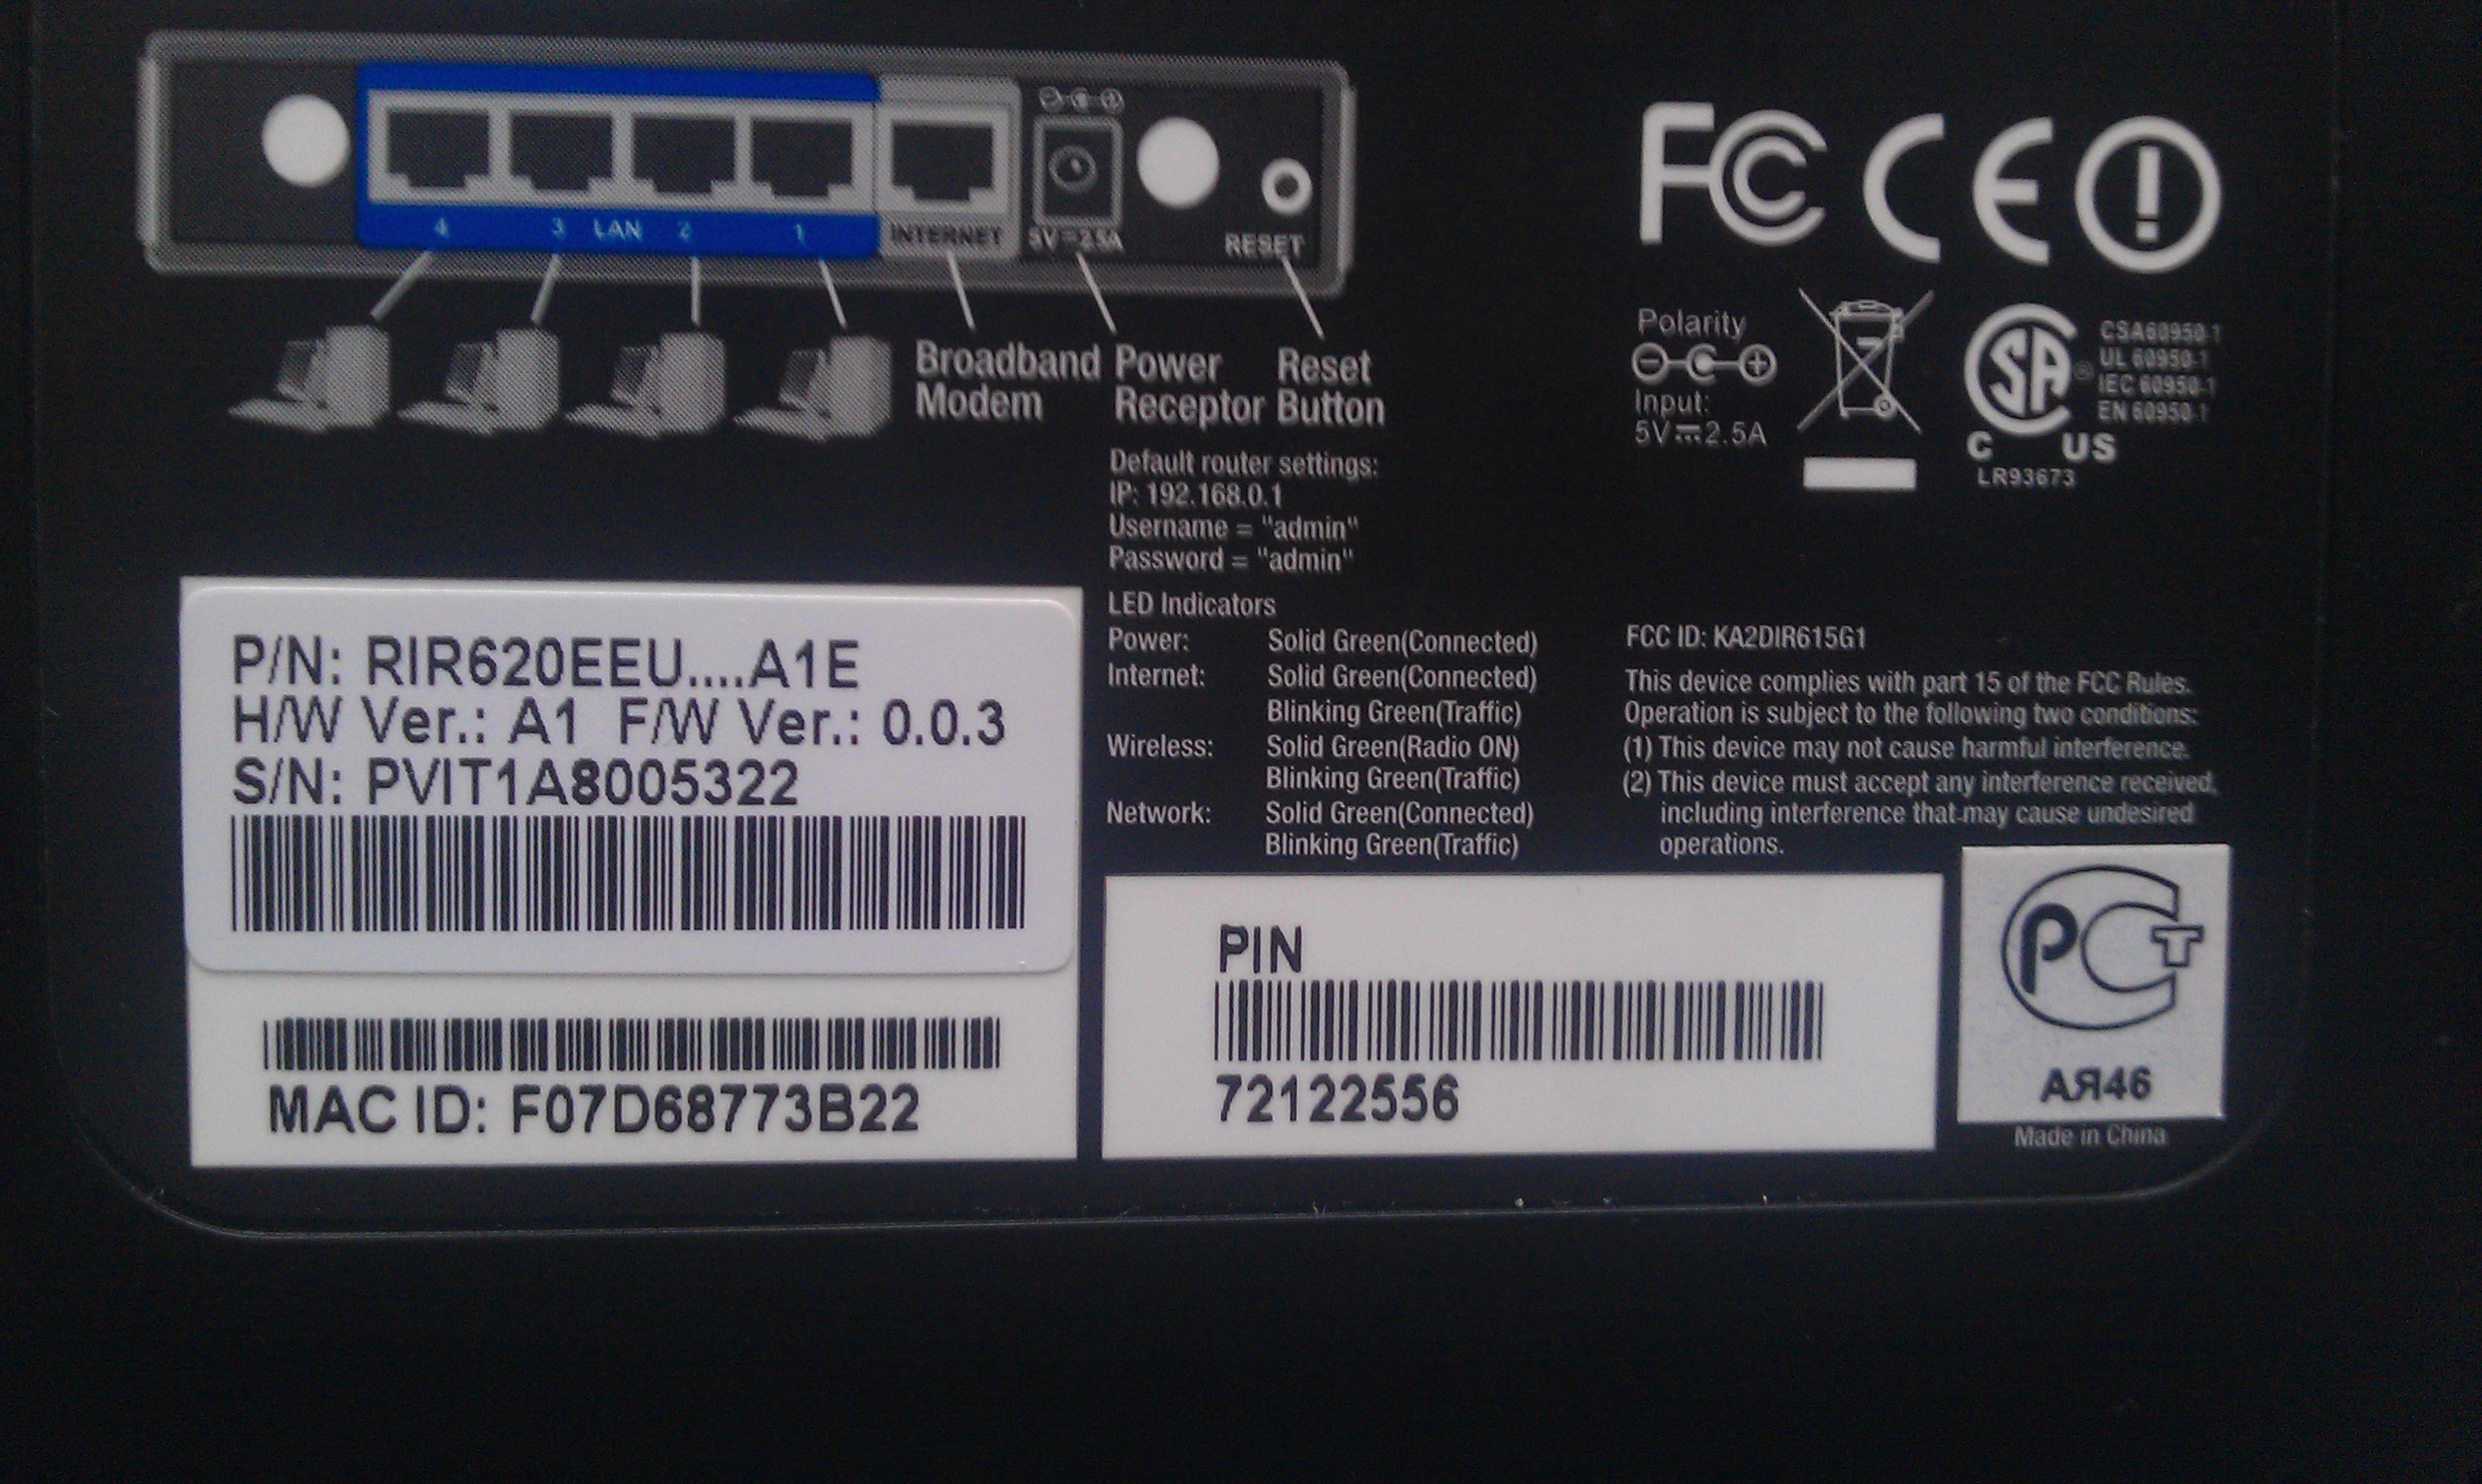 4 3 LAN 2 1
INTERNET
5V 2.5A
RESET
Broadband
Modem
Power
Receptor
Reset
Button
Default router settings:
IP: 192.168.0.1
Username = "admin"
Password = "admin"
LED Indicators
Power: Solid Green(Connected)
Internet: Solid Green(Connected)
Blinking Green(Traffic)
Wireless: Solid Green(Radio ON)
Blinking Green(Traffic)
Network: Solid Green(Connected)
Blinking Green(Traffic)
FC CE
Polarity
Input:
5V 2.5A
SA ®
C US
LR93673
CSA60950-1
UL 60950-1
IEC 60950-1
EN 60950-1
FCC ID: KA2DIR615G1
This device complies with part 15 of the FCC Rules.
Operation is subject to the following two conditions:
(1) This device may not cause harmful interference.
(2) This device must accept any interference received,
including interference that may cause undesired
operations.
P/N: RIR620EEU....A1E
H/W Ver.: A1 F/W Ver.: 0.0.3
S/N: PVIT1A8005322
MAC ID: F07D68773B22
PIN
72122556
РСТ
АЯ46
Made in China